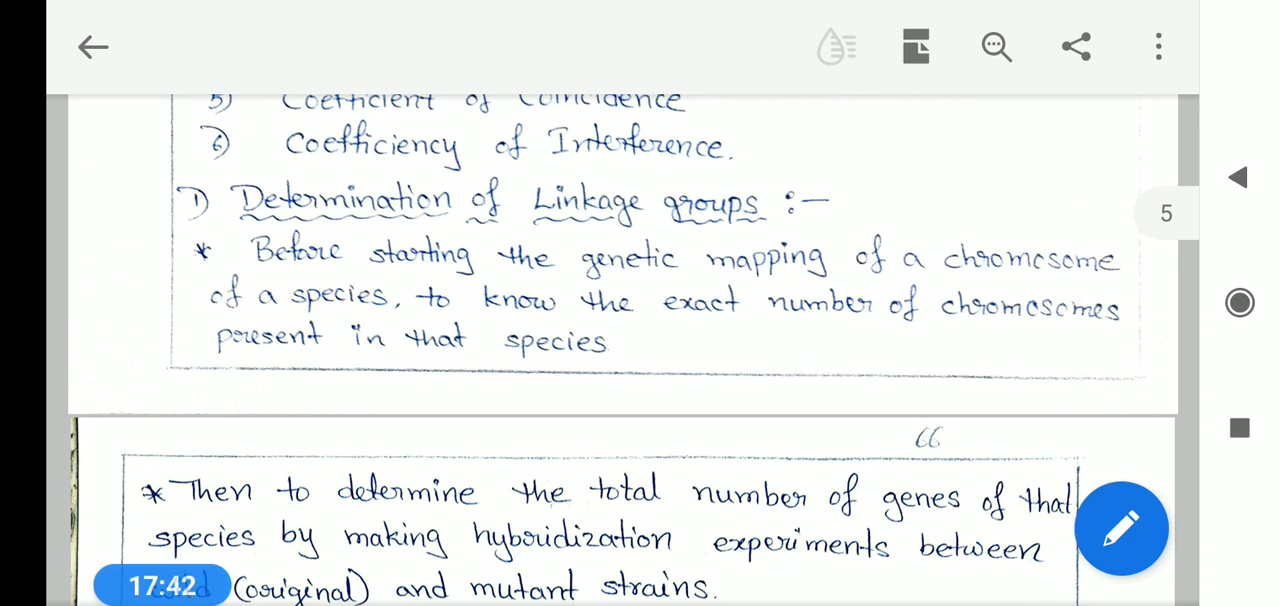 5) Coefficient of Coincidence
6) Coefficiency of Interference.
1) Determination of Linkage groups :-
* Before starting the genetic mapping of a chromosome
of a species, to know the exact number of chromosomes
present in that species
5
66
* Then to determine the total number of genes of that
species by making hybridization experiments between
(original) and mutant strains.
17:42